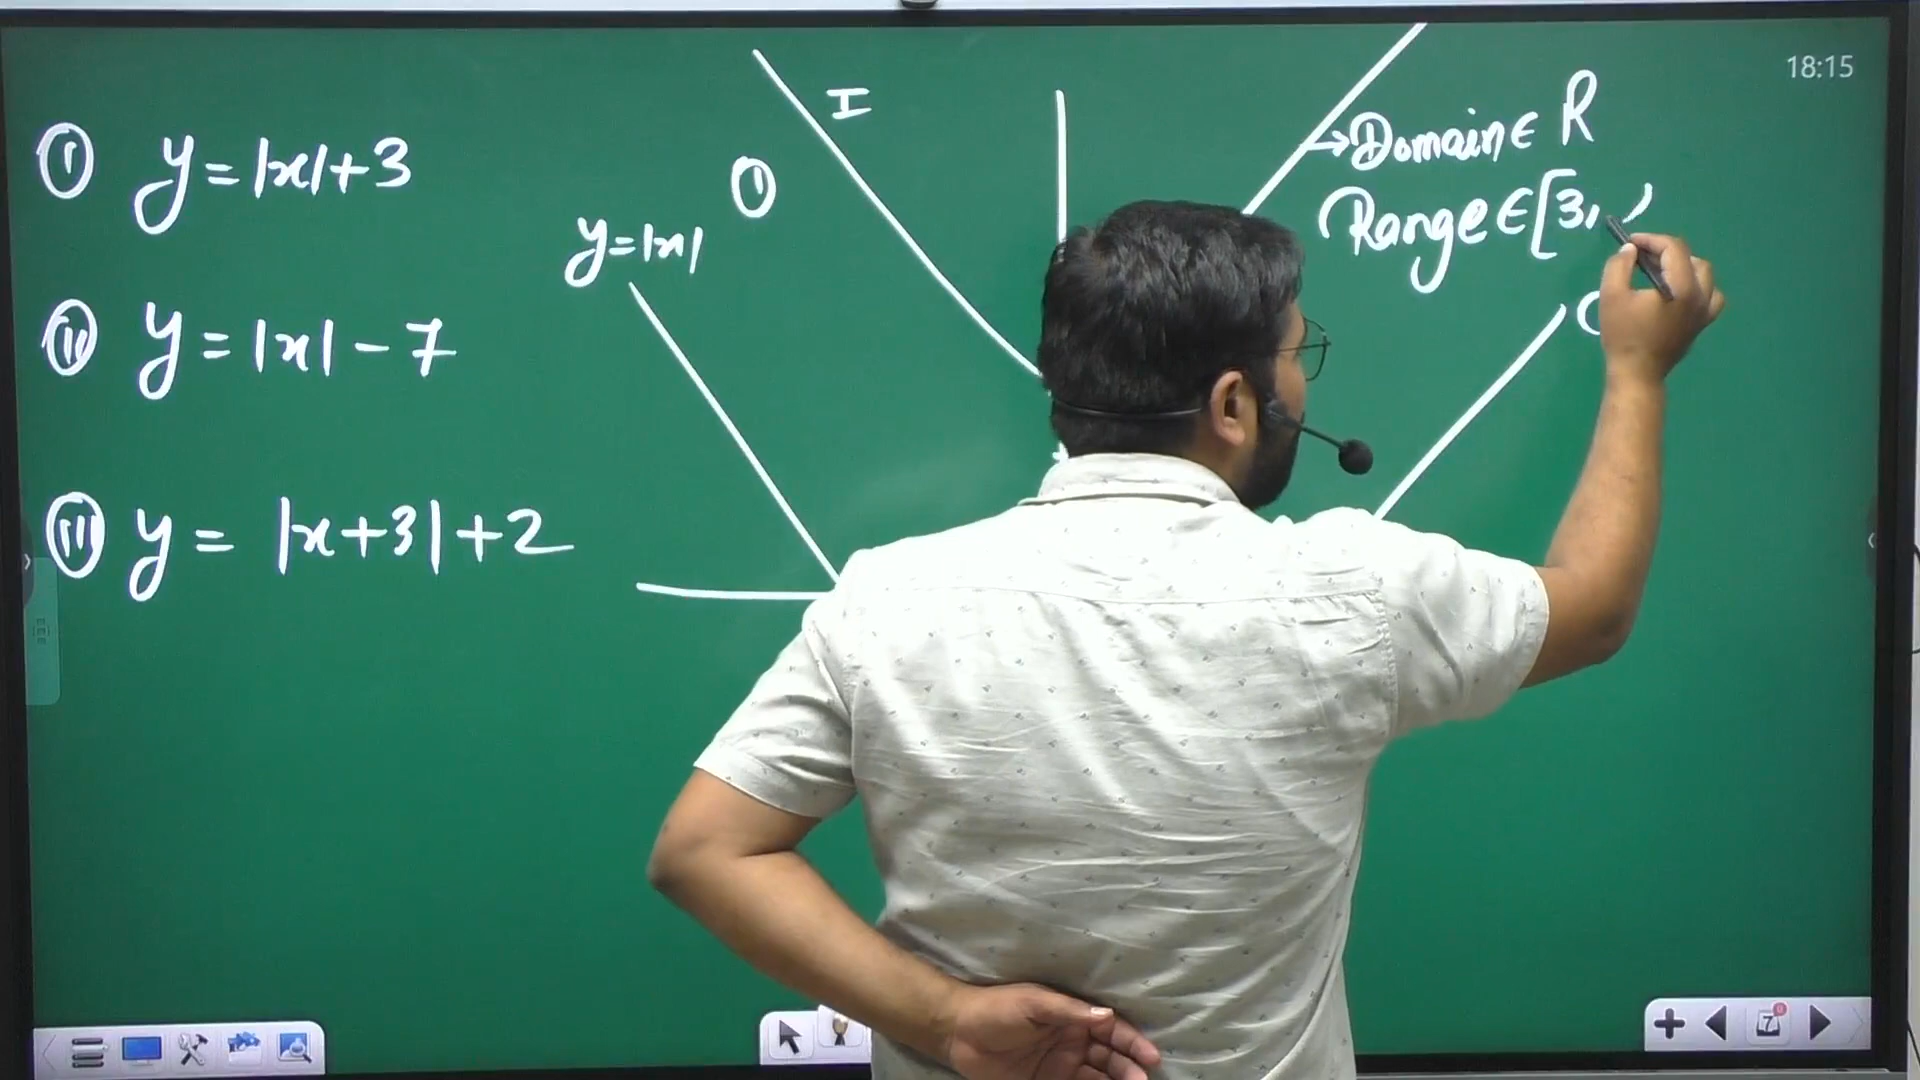 18:15
① y = |x| + 3
I
①
→ Domain ∈ R
Range ∈ [3,
y = |x|
② y = |x| - 7
③ y = |x + 3| + 2